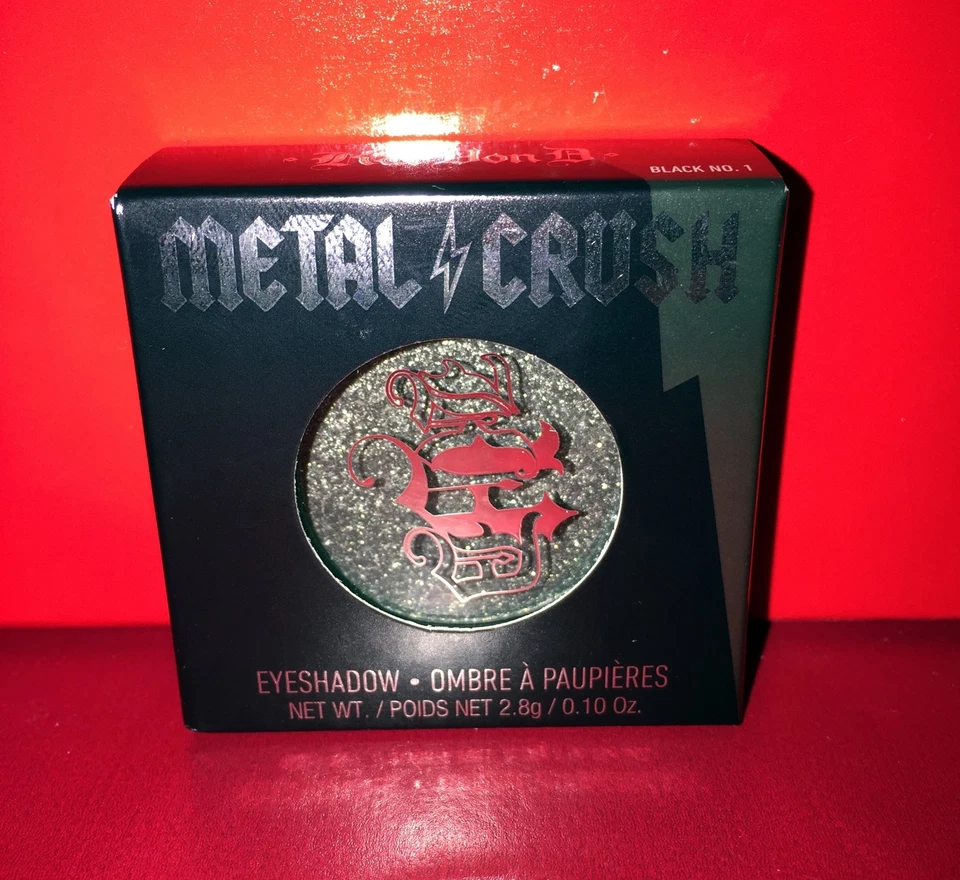 BLACK NO. 1
METAL CRUSH
EYESHADOW • OMBRE À PAUPIÈRES
NET WT. / POIDS NET 2.8g / 0.10 Oz.